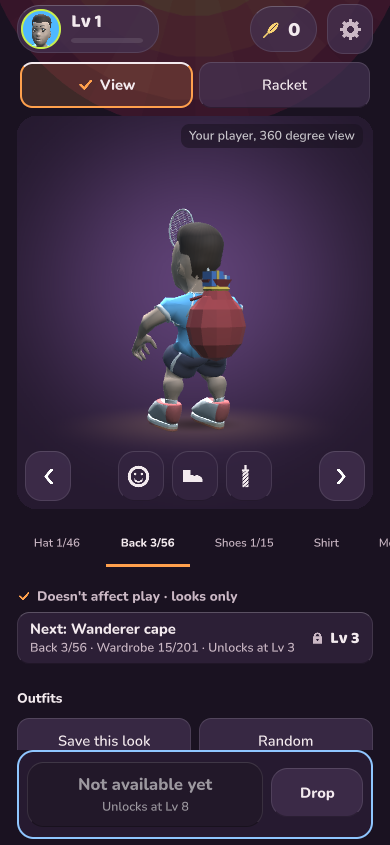 Lv 1
0
View
Racket
Your player, 360 degree view
Hat 1/46
Back 3/56
Shoes 1/15
Shirt
Doesn't affect play · looks only
Next: Wanderer cape
Back 3/56 · Wardrobe 15/201 · Unlocks at Lv 3
Lv 3
Outfits
Save this look
Random
Not available yet
Unlocks at Lv 8
Drop